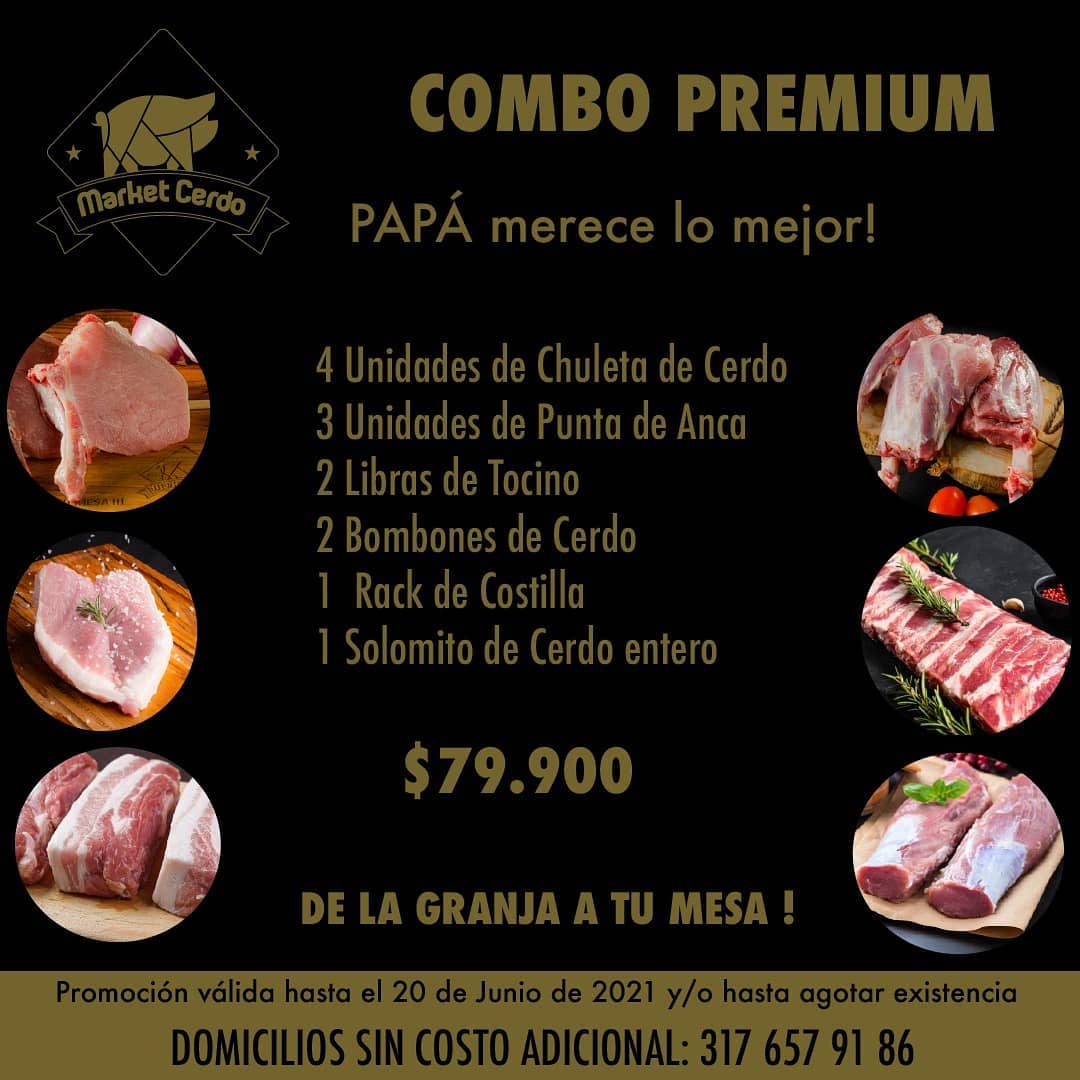 Market Cerdo
COMBO PREMIUM
PAPÁ merece lo mejor!
4 Unidades de Chuleta de Cerdo
3 Unidades de Punta de Anca
2 Libras de Tocino
2 Bombones de Cerdo
1 Rack de Costilla
1 Solomito de Cerdo entero
$79.900
DE LA GRANJA A TU MESA !
Promoción válida hasta el 20 de Junio de 2021 y/o hasta agotar existencia
DOMICILIOS SIN COSTO ADICIONAL: 317 657 91 86